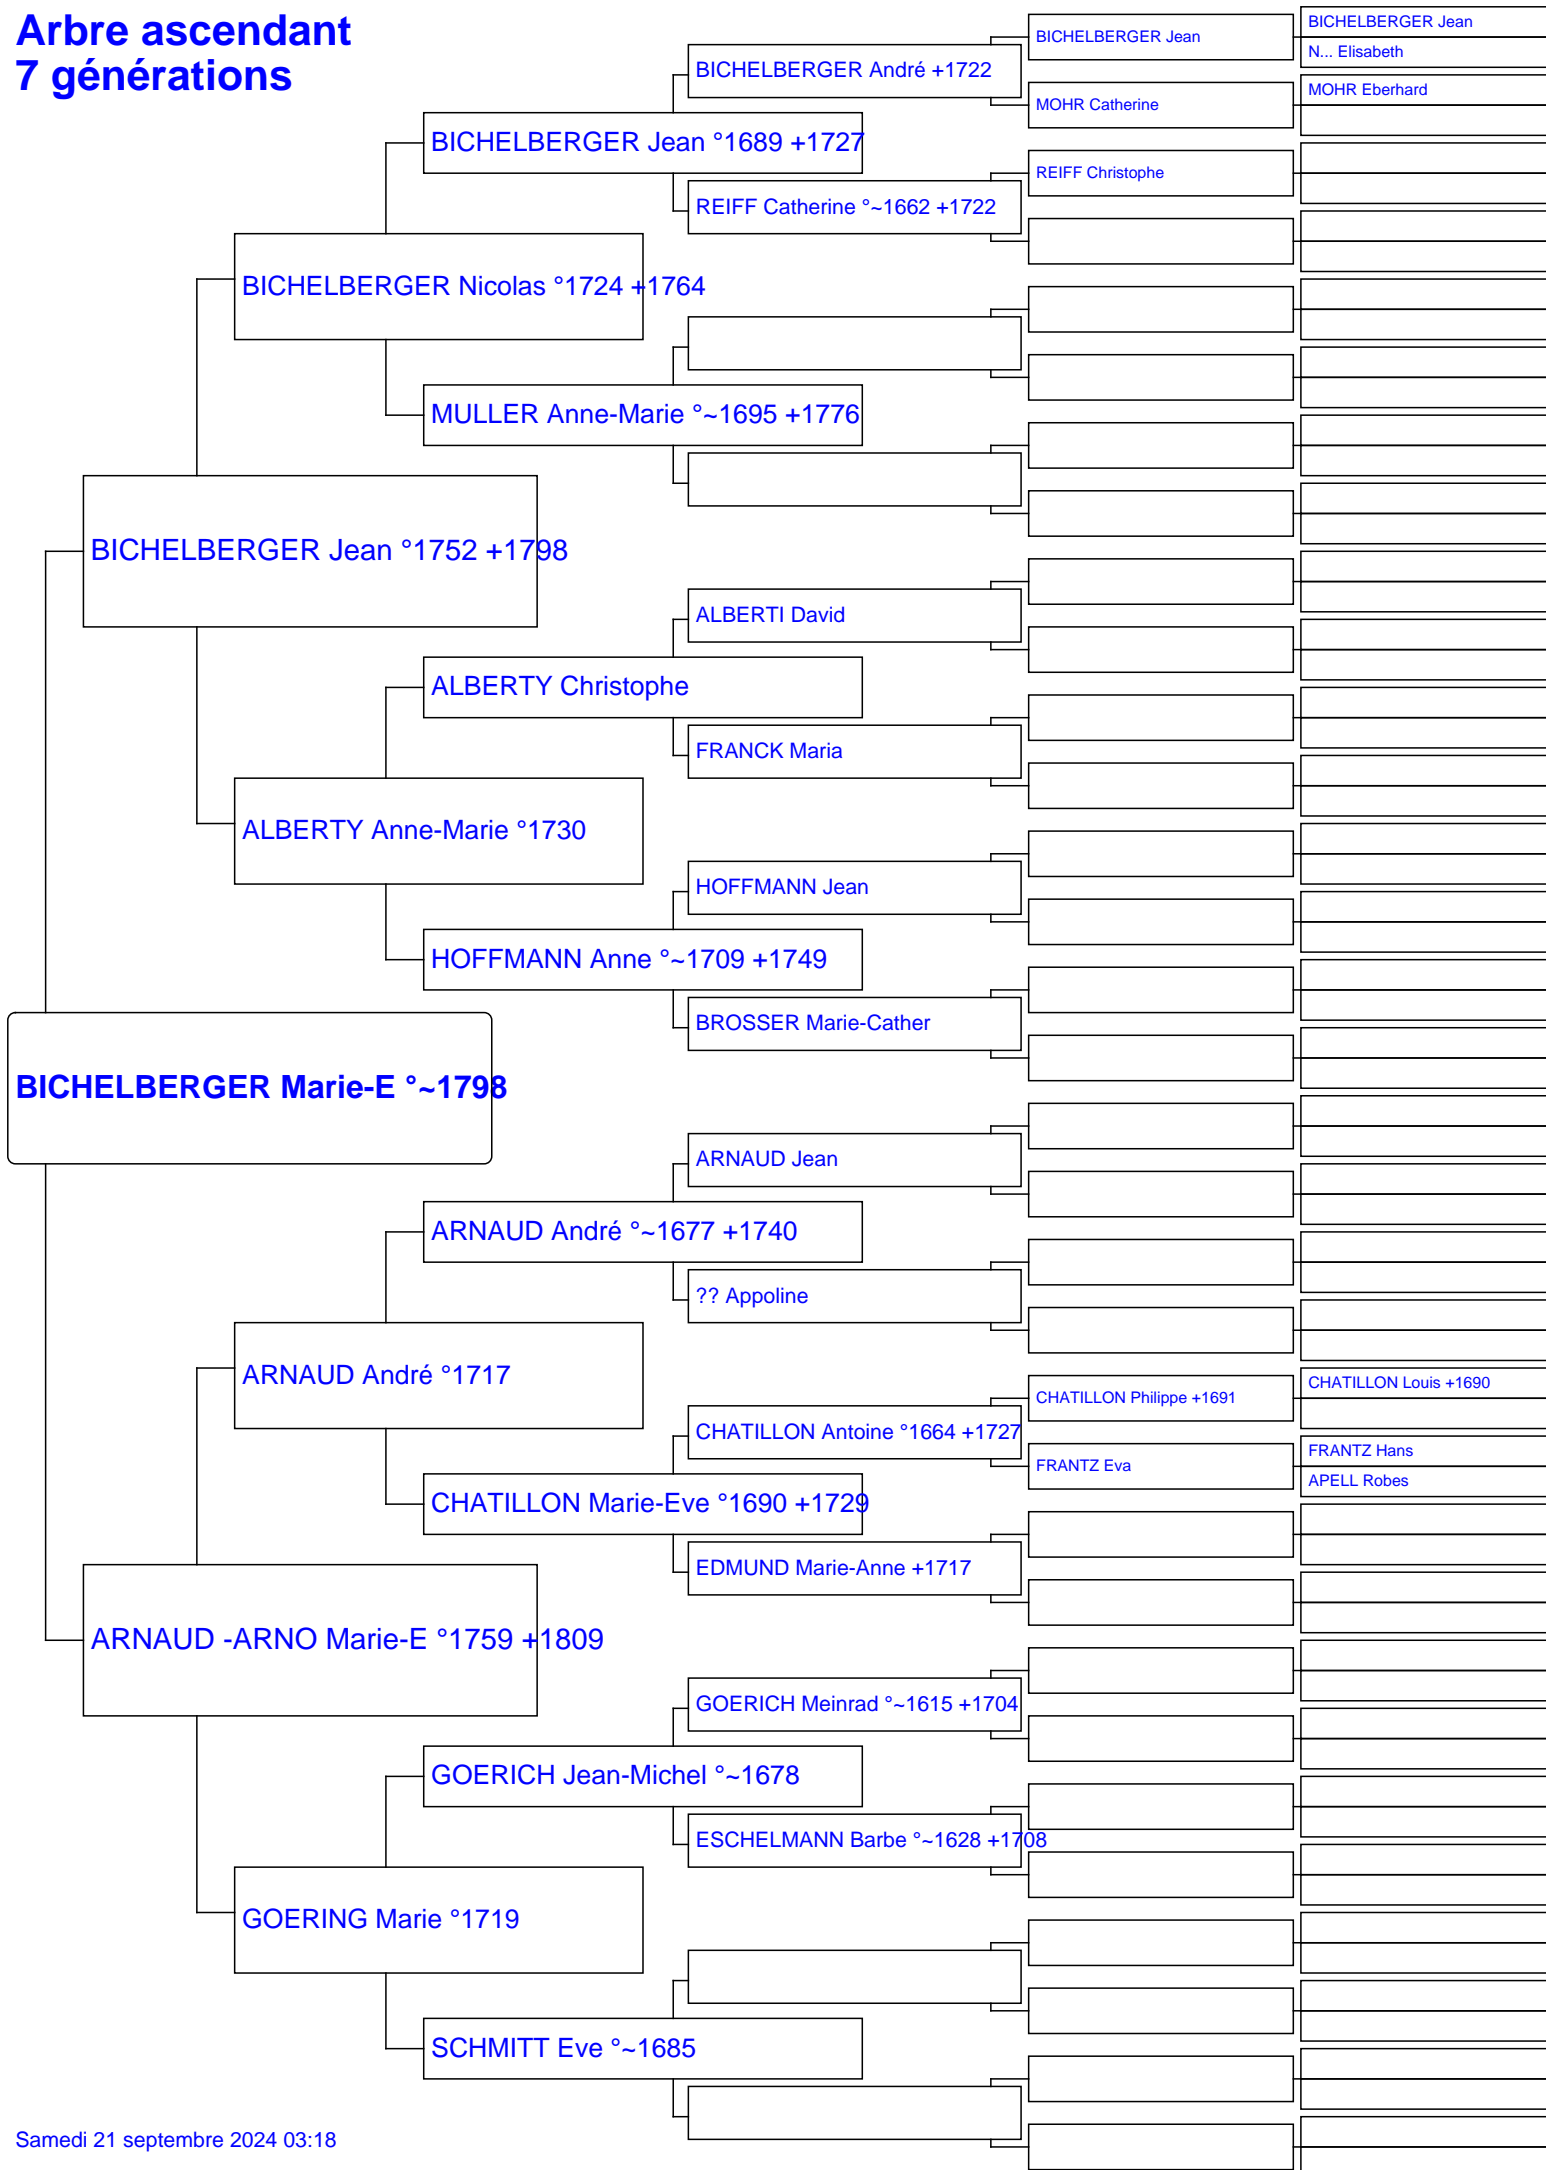 Arbre ascendant
7 générations
BICHELBERGER Jean
N... Elisabeth
BICHELBERGER Jean
BICHELBERGER André +1722
MOHR Eberhard
MOHR Catherine
BICHELBERGER Jean °1689 +1727
REIFF Christophe
REIFF Catherine °~1662 +1722
BICHELBERGER Nicolas °1724 +1764
MULLER Anne-Marie °~1695 +1776
BICHELBERGER Jean °1752 +1798
ALBERTI David
ALBERTY Christophe
FRANCK Maria
ALBERTY Anne-Marie °1730
HOFFMANN Jean
HOFFMANN Anne °~1709 +1749
BROSSER Marie-Cather
BICHELBERGER Marie-E °~1798
ARNAUD Jean
ARNAUD André °~1677 +1740
?? Appoline
ARNAUD André °1717
CHATILLON Louis +1690
CHATILLON Philippe +1691
CHATILLON Antoine °1664 +1727
FRANTZ Hans
FRANTZ Eva
APELL Robes
CHATILLON Marie-Eve °1690 +1729
EDMUND Marie-Anne +1717
ARNAUD -ARNO Marie-E °1759 +1809
GOERICH Meinrad °~1615 +1704
GOERICH Jean-Michel °~1678
ESCHELMANN Barbe °~1628 +1708
GOERING Marie °1719
SCHMITT Eve °~1685
Samedi 21 septembre 2024 03:18